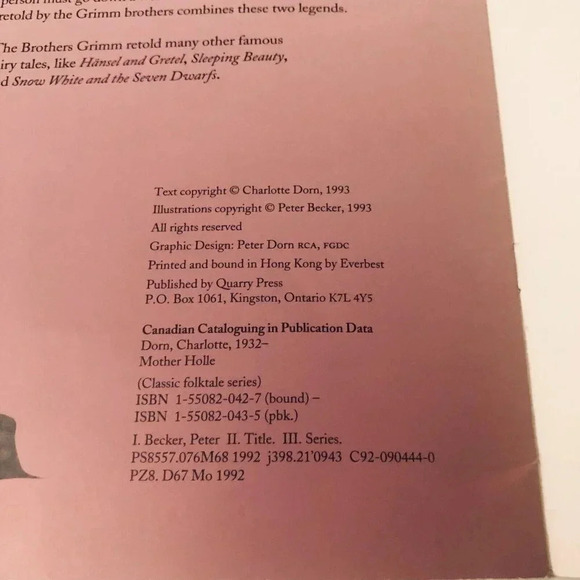 person must go down
retold by the Grimm brothers combines these two legends.
The Brothers Grimm retold many other famous
iry tales, like Hänsel and Gretel, Sleeping Beauty,
d Snow White and the Seven Dwarfs.
Text copyright © Charlotte Dorn, 1993
Illustrations copyright © Peter Becker, 1993
All rights reserved
Graphic Design: Peter Dorn RCA, FGDC
Printed and bound in Hong Kong by Everbest
Published by Quarry Press
P.O. Box 1061, Kingston, Ontario K7L 4Y5
Canadian Cataloguing in Publication Data
Dorn, Charlotte, 1932–
Mother Holle
(Classic folktale series)
ISBN 1-55082-042-7 (bound) –
ISBN 1-55082-043-5 (pbk.)
I. Becker, Peter II. Title. III. Series.
PS8557.076M68 1992 j398.21'0943 C92-090444-0
PZ8. D67 Mo 1992